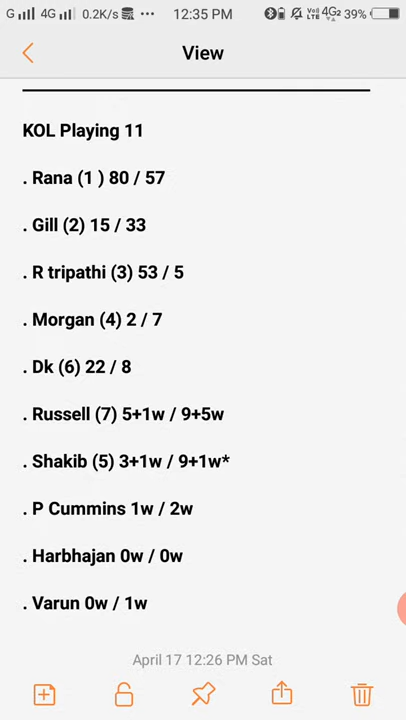 G 4G 0.2K/s ... 12:35 PM VoJ LTE 4G2 39%
View
KOL Playing 11
. Rana (1 ) 80 / 57
. Gill (2) 15 / 33
. R tripathi (3) 53 / 5
. Morgan (4) 2 / 7
. Dk (6) 22 / 8
. Russell (7) 5+1w / 9+5w
. Shakib (5) 3+1w / 9+1w*
. P Cummins 1w / 2w
. Harbhajan 0w / 0w
. Varun 0w / 1w
April 17 12:26 PM Sat